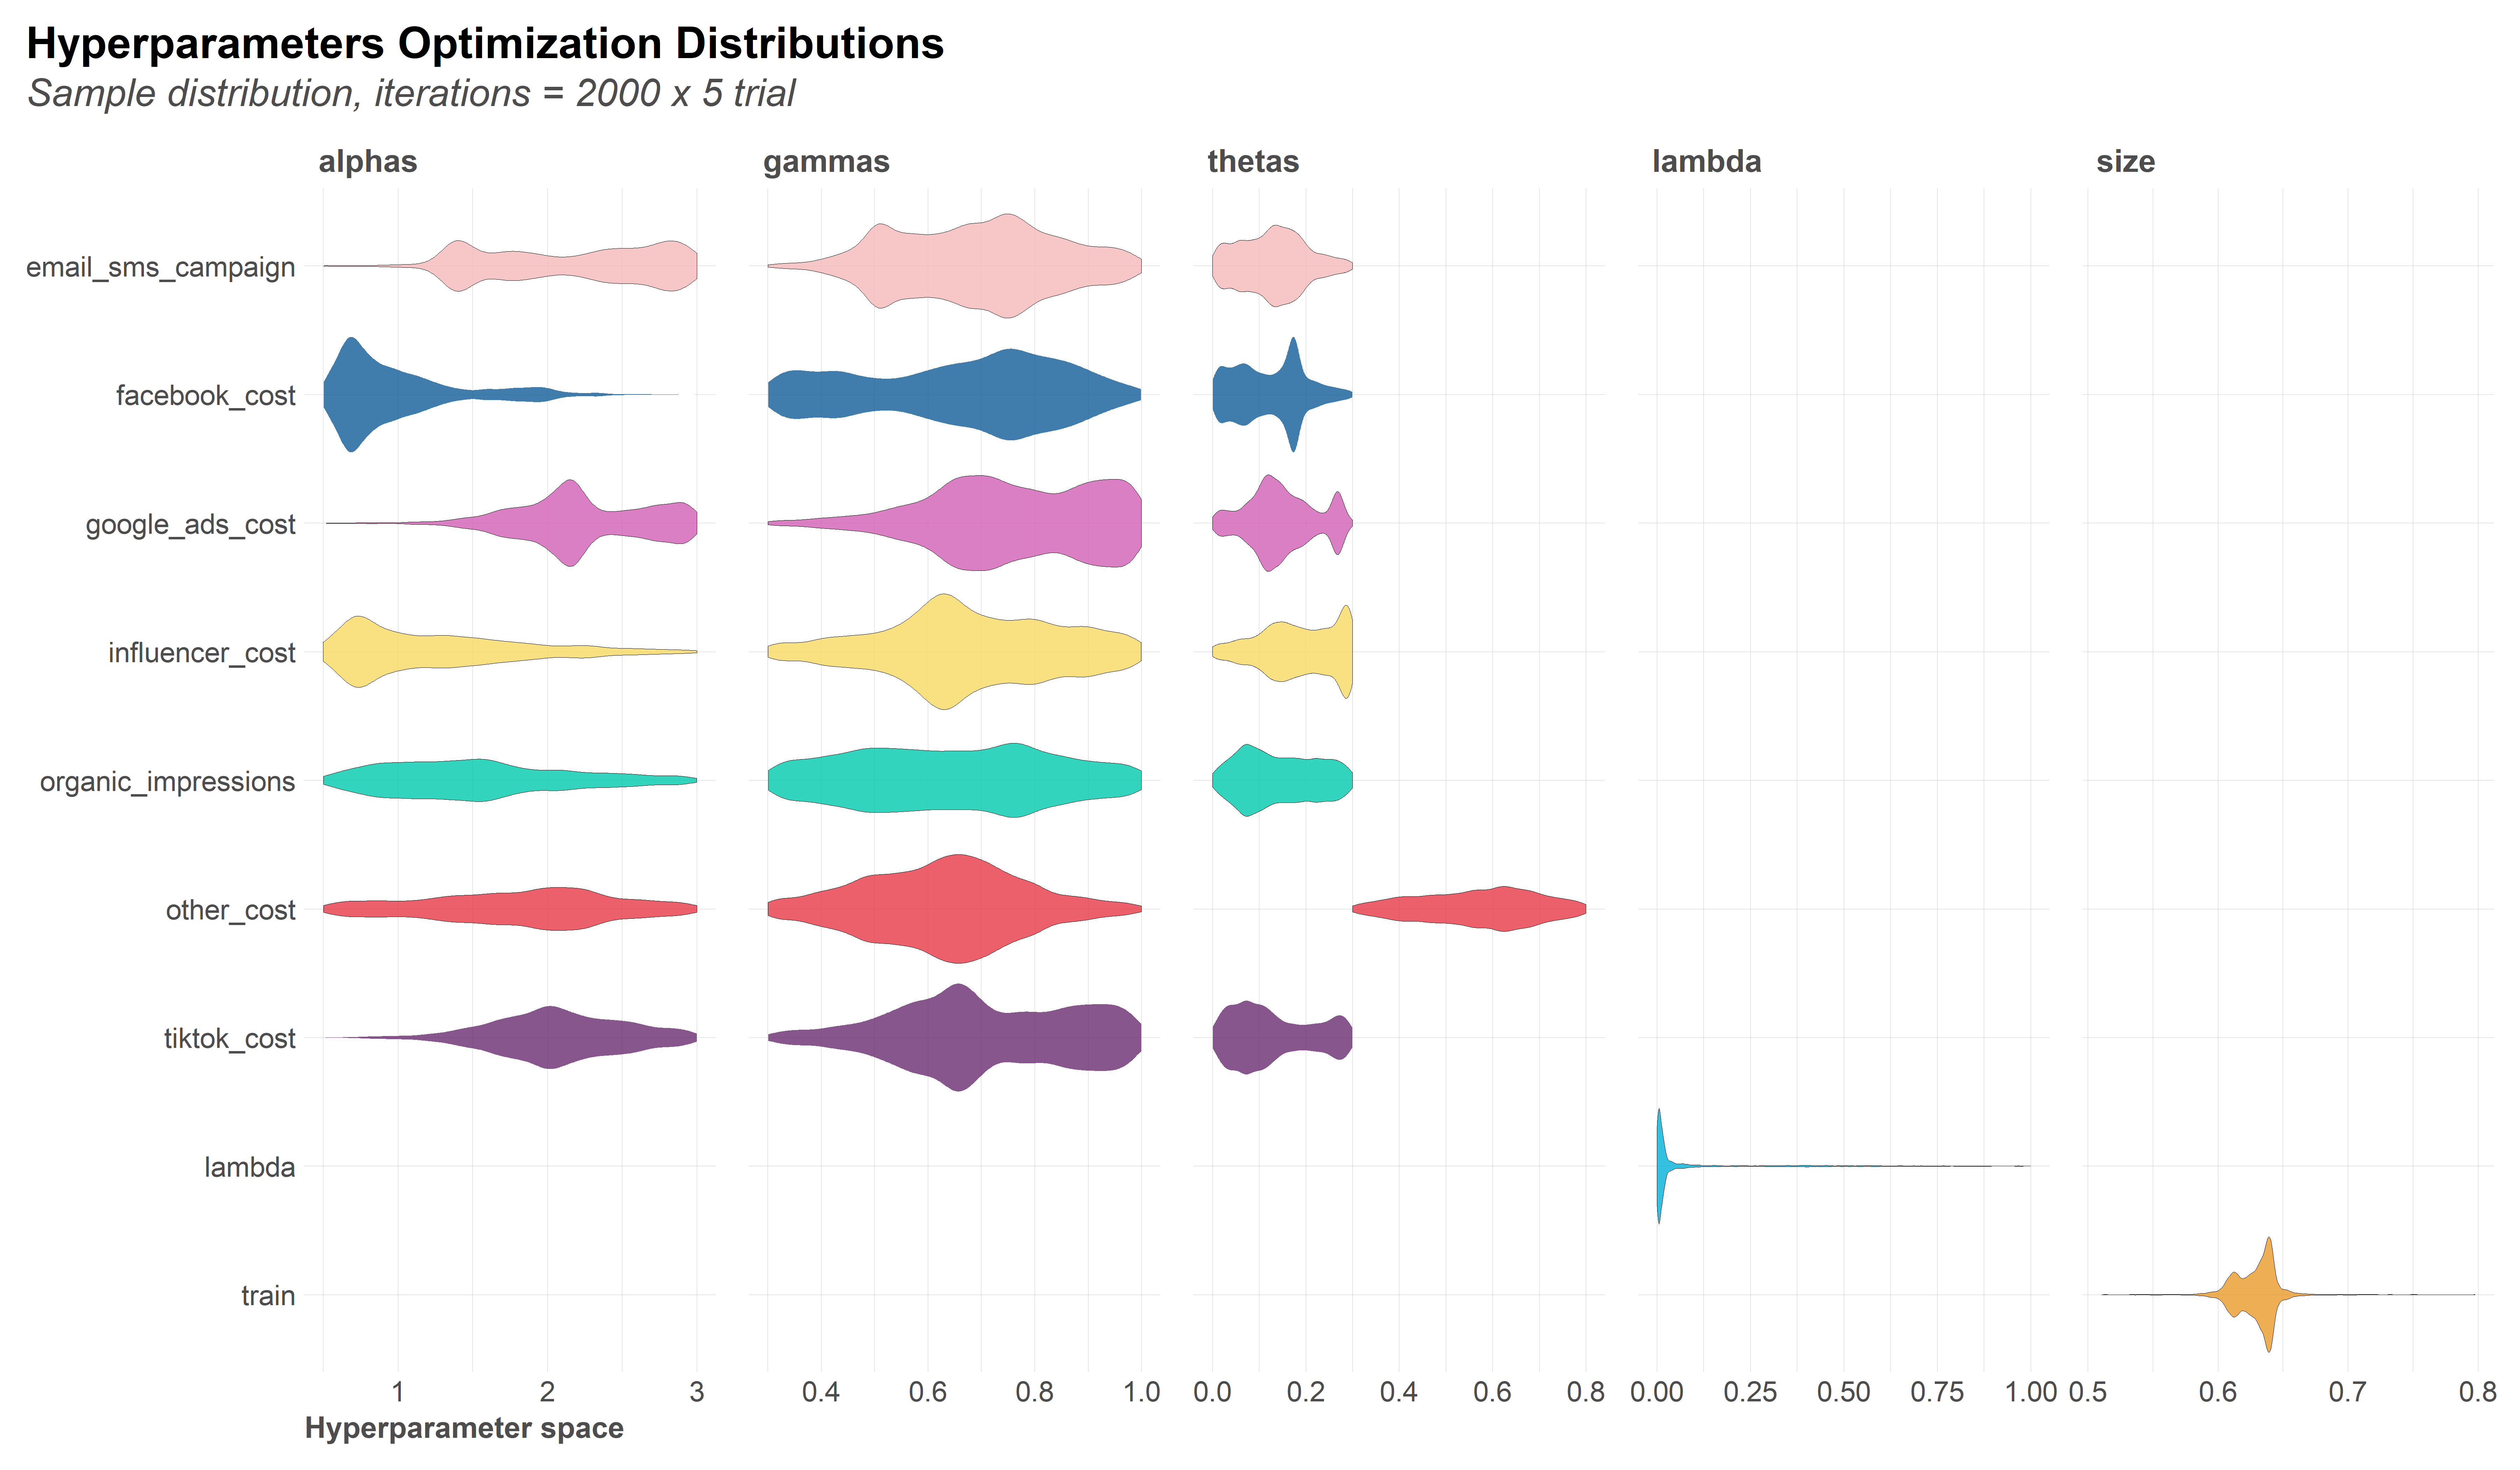 Hyperparameters Optimization Distributions
Sample distribution, iterations = 2000 x 5 trial
alphas gammas thetas lambda size
email_sms_campaign
facebook_cost
google_ads_cost
influencer_cost
organic_impressions
other_cost
tiktok_cost
lambda
train
1 2 3 0.4 0.6 0.8 1.0 0.0 0.2 0.4 0.6 0.8 0.00 0.25 0.50 0.75 1.00 0.5 0.6 0.7 0.8
Hyperparameter space